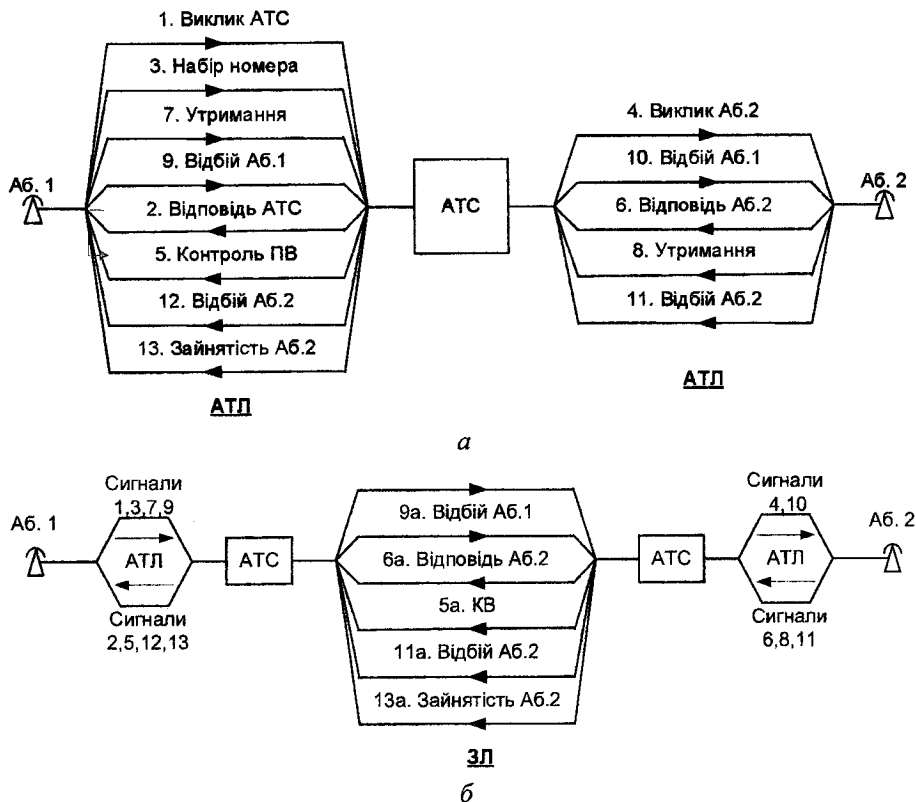 1. Виклик АТС
3. Набір номера
7. Утримання
9. Відбій Аб.1
2. Відповідь АТС
5. Контроль ПВ
12. Відбій Аб.2
13. Зайнятість Аб.2
АТЛ
Аб. 1
АТС
4. Виклик Аб.2
10. Відбій Аб.1
6. Відповідь Аб.2
8. Утримання
11. Відбій Аб.2
АТЛ
Аб. 2
а
Аб. 1
Сигнали
1,3,7,9
АТЛ
Сигнали
2,5,12,13
АТС
9а. Відбій Аб.1
6а. Відповідь Аб.2
5а. КВ
11а. Відбій Аб.2
13а. Зайнятість Аб.2
ЗЛ
АТС
Сигнали
4,10
АТЛ
Сигнали
6,8,11
Аб. 2
б